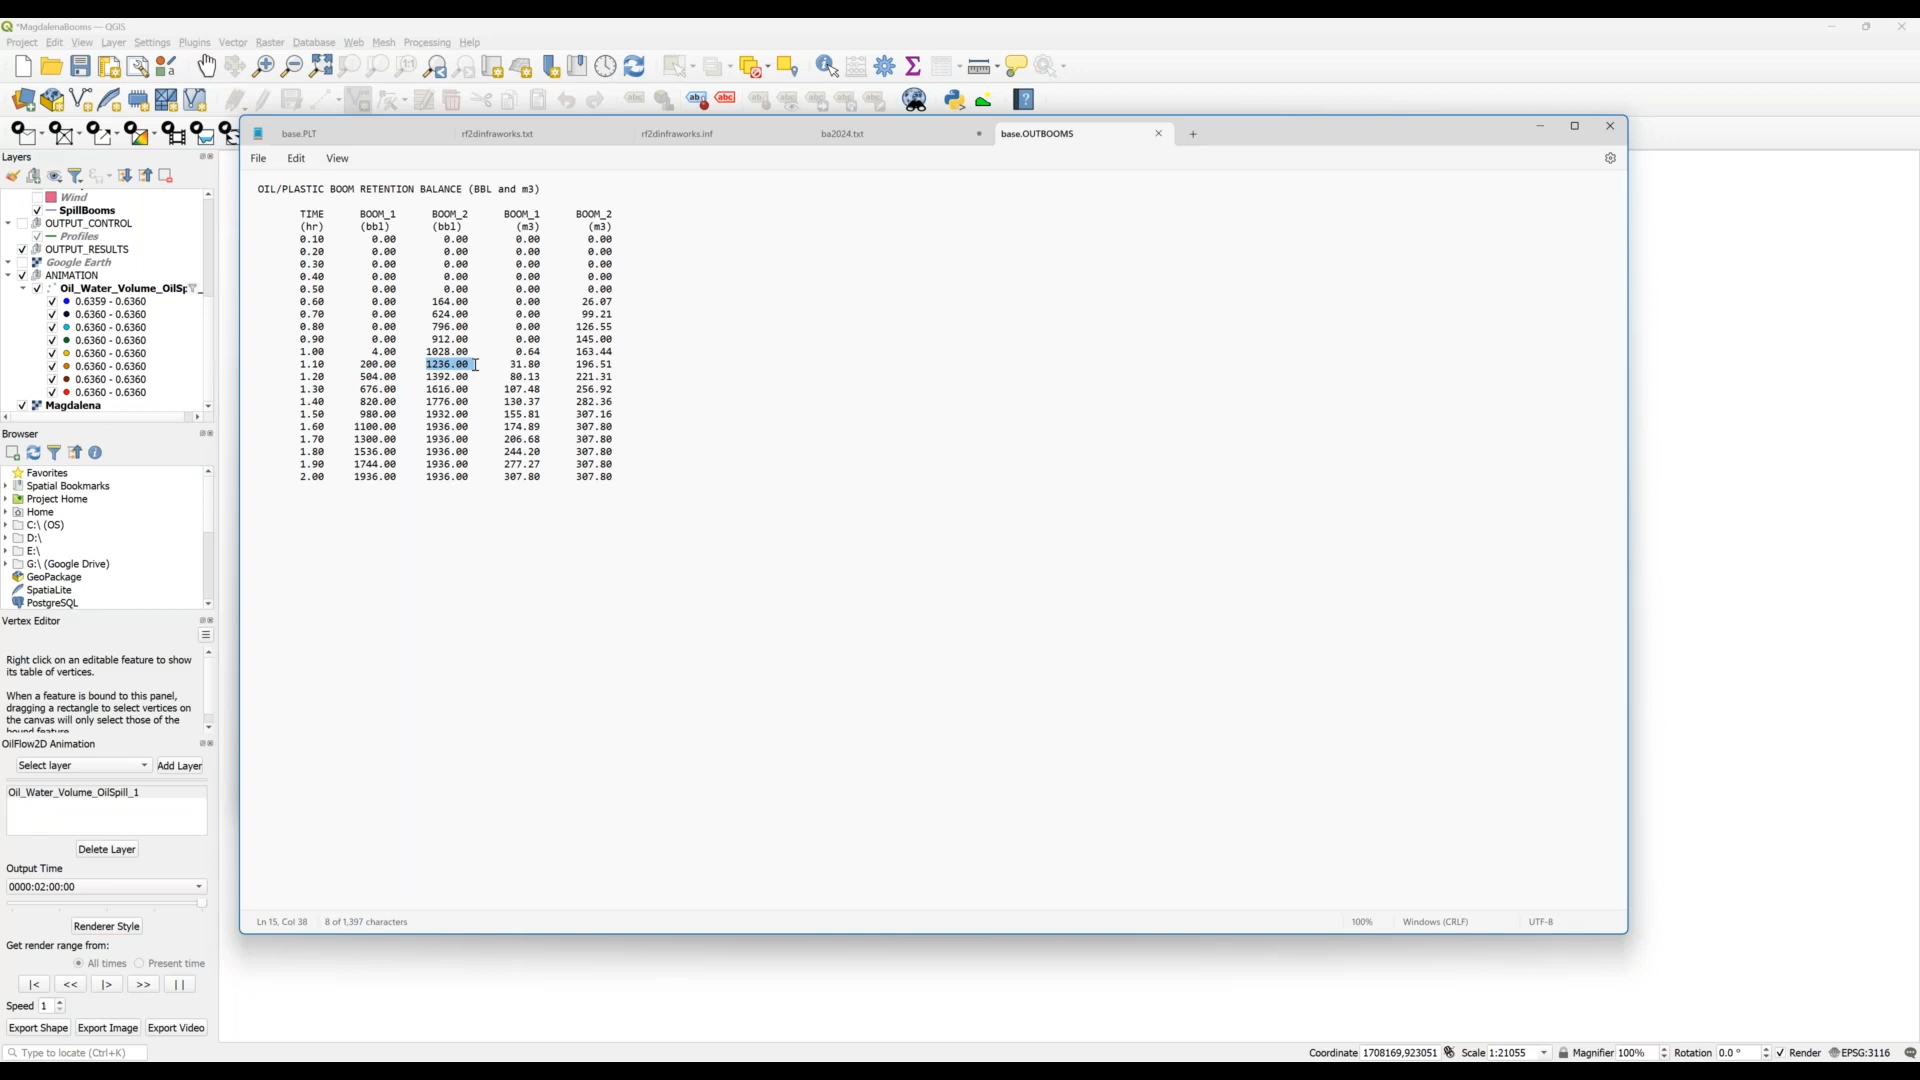 *MagdalenaBooms — QGIS
Project Edit View Layer Settings Plugins Vector Raster Database Web Mesh Processing Help
base.PLT rf2dinfraworks.txt rf2dinfraworks.inf ba2024.txt base.OUTBOOMS
File Edit View
OIL/PLASTIC BOOM RETENTION BALANCE (BBL and m3)
TIME BOOM_1 BOOM_2 BOOM_1 BOOM_2
(hr) (bbl) (bbl) (m3) (m3)
0.10 0.00 0.00 0.00 0.00
0.20 0.00 0.00 0.00 0.00
0.30 0.00 0.00 0.00 0.00
0.40 0.00 0.00 0.00 0.00
0.50 0.00 0.00 0.00 0.00
0.60 0.00 164.00 0.00 26.07
0.70 0.00 624.00 0.00 99.21
0.80 0.00 796.00 0.00 126.55
0.90 0.00 912.00 0.00 145.00
1.00 4.00 1028.00 0.64 163.44
1.10 200.00 1236.00 31.80 196.51
1.20 504.00 1392.00 80.13 221.31
1.30 676.00 1616.00 107.48 256.92
1.40 820.00 1776.00 130.37 282.36
1.50 980.00 1932.00 155.81 307.16
1.60 1100.00 1936.00 174.89 307.80
1.70 1300.00 1936.00 206.68 307.80
1.80 1536.00 1936.00 244.20 307.80
1.90 1744.00 1936.00 277.27 307.80
2.00 1936.00 1936.00 307.80 307.80
Ln 15, Col 38 8 of 1,397 characters 100% Windows (CRLF) UTF-8
Layers
Wind
SpillBooms
OUTPUT_CONTROL
Profiles
OUTPUT_RESULTS
Google Earth
ANIMATION
Oil_Water_Volume_OilSp
0.6359 - 0.6360
0.6360 - 0.6360
0.6360 - 0.6360
0.6360 - 0.6360
0.6360 - 0.6360
0.6360 - 0.6360
0.6360 - 0.6360
0.6360 - 0.6360
Magdalena
Browser
Favorites
Spatial Bookmarks
Project Home
Home
C:\ (OS)
D:\
E:\
G:\ (Google Drive)
GeoPackage
SpatiaLite
PostgreSQL
Vertex Editor
Right click on an editable feature to show
its table of vertices.
When a feature is bound to this panel,
dragging a rectangle to select vertices on
the canvas will only select those of the
bound feature.
OilFlow2D Animation
Select layer Add Layer
Oil_Water_Volume_OilSpill_1
Delete Layer
Output Time
0000:02:00:00
Renderer Style
Get render range from:
All times Present time
|< << |> >> ||
Speed 1
Export Shape Export Image Export Video
Type to locate (Ctrl+K) Coordinate 1708169,923051 Scale 1:21055 Magnifier 100% Rotation 0.0 ° Render EPSG:3116